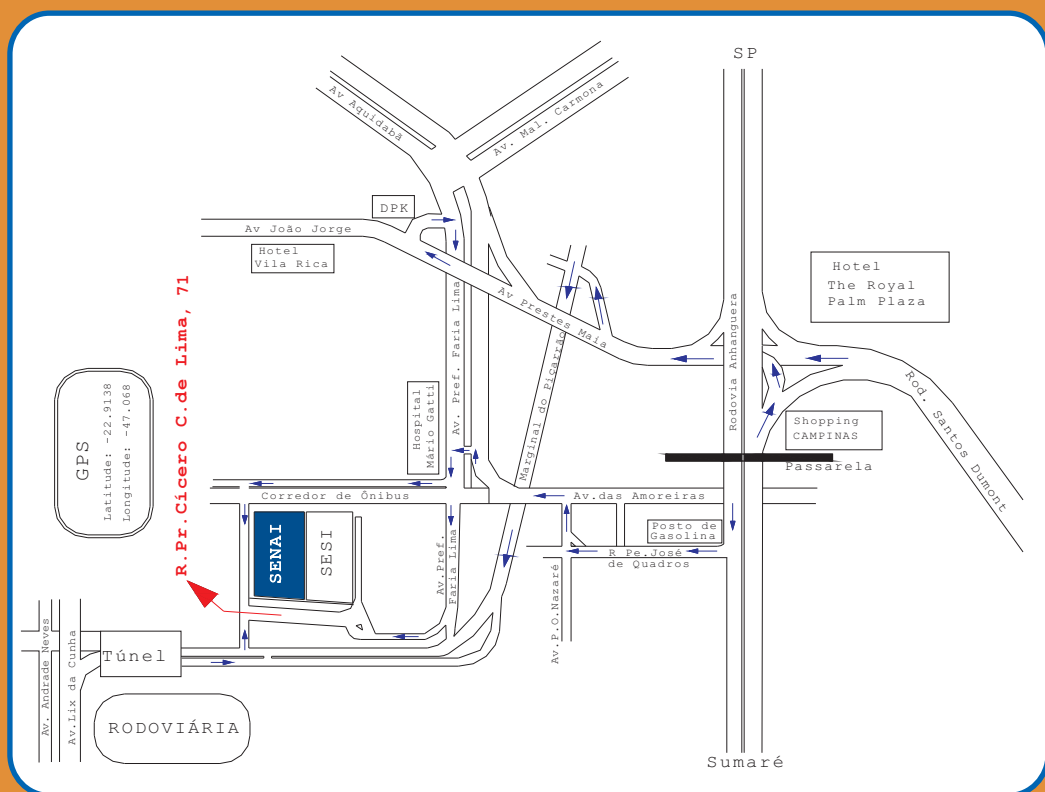 SP
Av Aquidabã
Av. Mal. Carmona
DPK
Av João Jorge
Hotel
Vila Rica
Hotel
The Royal
Palm Plaza
Av Prestes Maia
Av. Pref. Faria Lima
Marginal do Piçarrão
Rodovia Anhanguera
Rod. Santos Dumont
R.Pr.Cícero C.de Lima, 71
GPS
Latitude: -22.9138
Longitude: -47.068
Hospital
Mário Gatti
Shopping
CAMPINAS
Passarela
Corredor de Ônibus
Av.das Amoreiras
SENAI
SESI
Av.Pref.
Faria Lima
Posto de
Gasolina
R Pe.José
de Quadros
Av.P.O.Nazaré
Av. Andrade Neves
Av.Lix da Cunha
Túnel
RODOVIÁRIA
Sumaré